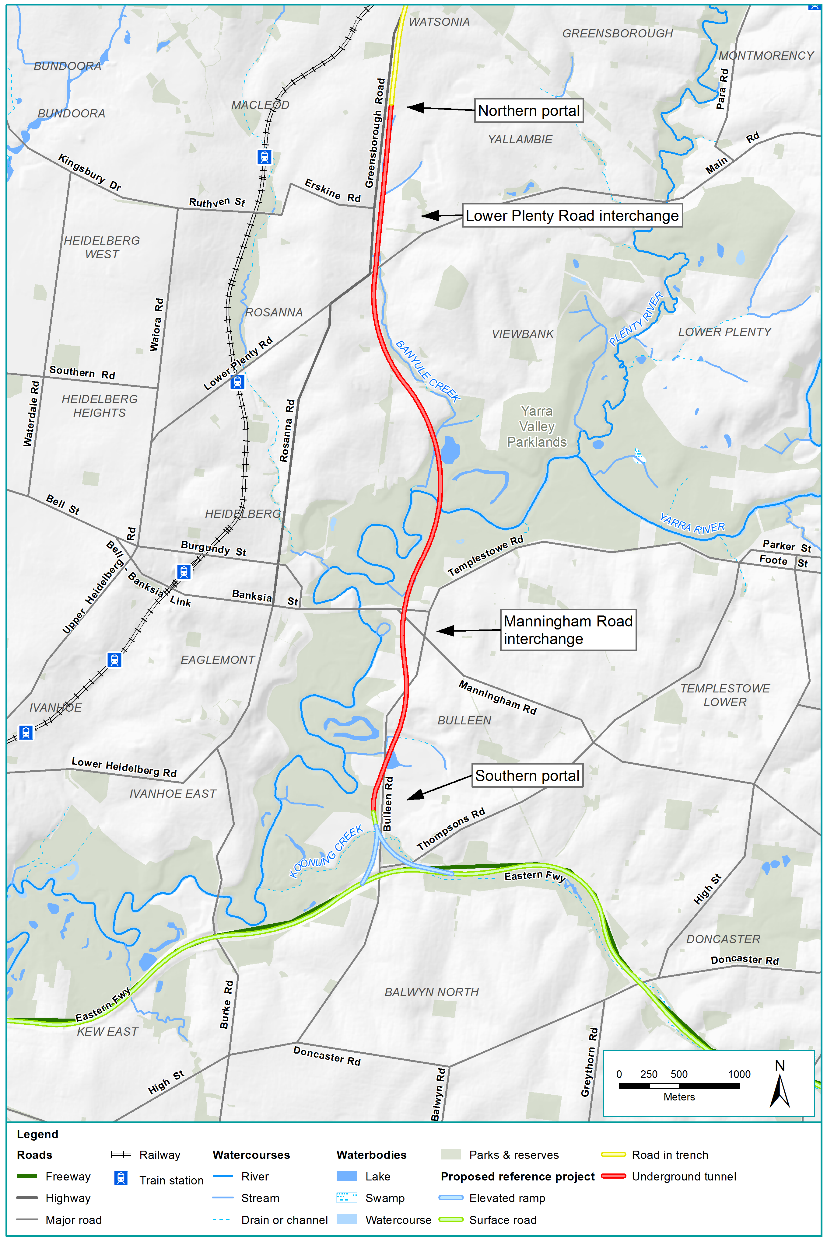 WATSONIA
GREENSBOROUGH
MONTMORENCY
BUNDOORA
Para Rd
MACLEOD
Greensborough Road
Northern portal
BUNDOORA
YALLAMBIE
Main Rd
Kingsbury Dr
Erskine Rd
Ruthven St
Lower Plenty Road interchange
HEIDELBERG
WEST
ROSANNA
Waiora Rd
PLENTY RIVER
VIEWBANK
LOWER PLENTY
Lower Plenty Rd
BANYULE CREEK
Southern Rd
Waterdale Rd
HEIDELBERG
HEIGHTS
Rosanna Rd
Yarra
Valley
Parklands
Bell St
HEIDELBERG
YARRA RIVER
Upper Heidelberg Rd
Burgundy St
Templestowe Rd
Parker St
Foote St
Bell - Banksia Link
Banksia St
Manningham Road
interchange
EAGLEMONT
Manningham Rd
TEMPLESTOWE
LOWER
IVANHOE
BULLEEN
Lower Heidelberg Rd
Southern portal
IVANHOE EAST
Bulleen Rd
Thompsons Rd
KOONUNG CREEK
Eastern Fwy
High St
DONCASTER
Doncaster Rd
Eastern Fwy
Burke Rd
BALWYN NORTH
KEW EAST
Doncaster Rd
High St
Balwyn Rd
Greythorn Rd
N
0 250 500 1000
Meters
Legend
Roads
Freeway
Highway
Major road
Railway
Train station
Watercourses
River
Stream
Drain or channel
Waterbodies
Lake
Swamp
Watercourse
Parks & reserves
Proposed reference project
Elevated ramp
Surface road
Road in trench
Underground tunnel